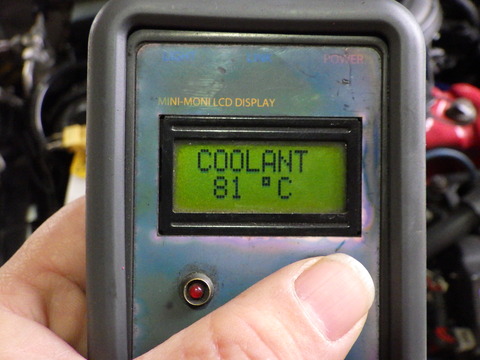 POWER
MINI-MONI LCD DISPLAY
COOLANT
81 °C